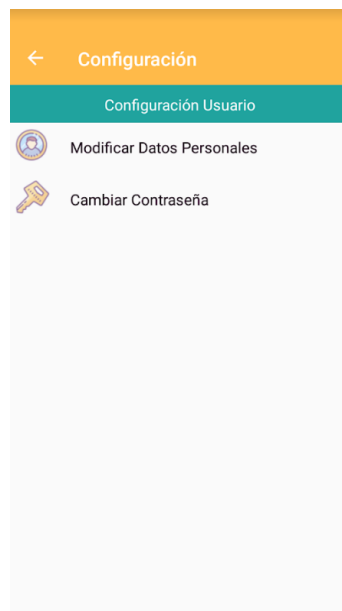 Configuración
Configuración Usuario
Modificar Datos Personales
Cambiar Contraseña